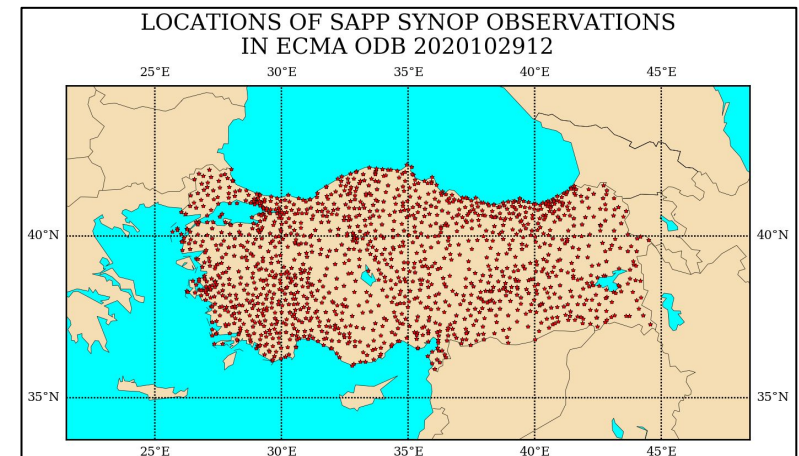 LOCATIONS OF SAPP SYNOP OBSERVATIONS
IN ECMA ODB 2020102912
25°E 30°E 35°E 40°E 45°E
40°N 40°N
35°N 35°N
25°E 30°E 35°E 40°E 45°E